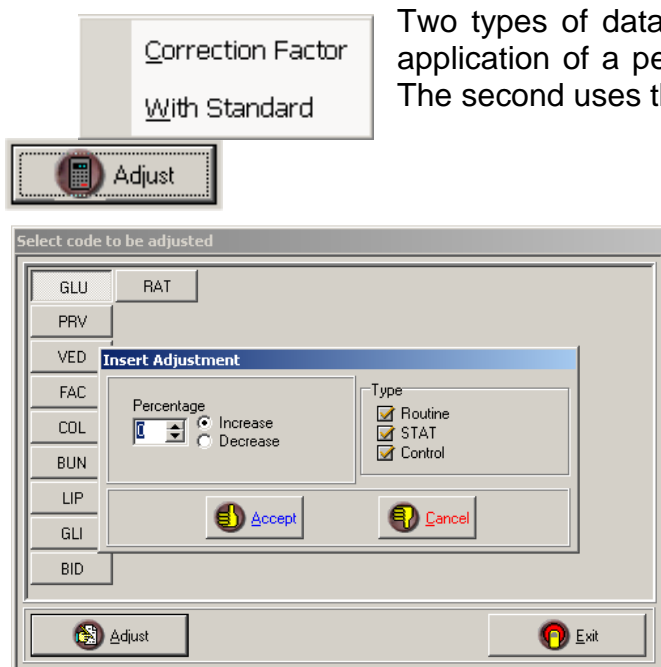 Correction Factor
With Standard
Two types of data
application of a pe
The second uses t
Adjust
Select code to be adjusted
GLU RAT
PRV
VED
FAC
COL
BUN
LIP
GLI
BID
Insert Adjustment
Percentage
0
Increase
Decrease
Type
Routine
STAT
Control
Accept Cancel
Adjust Exit